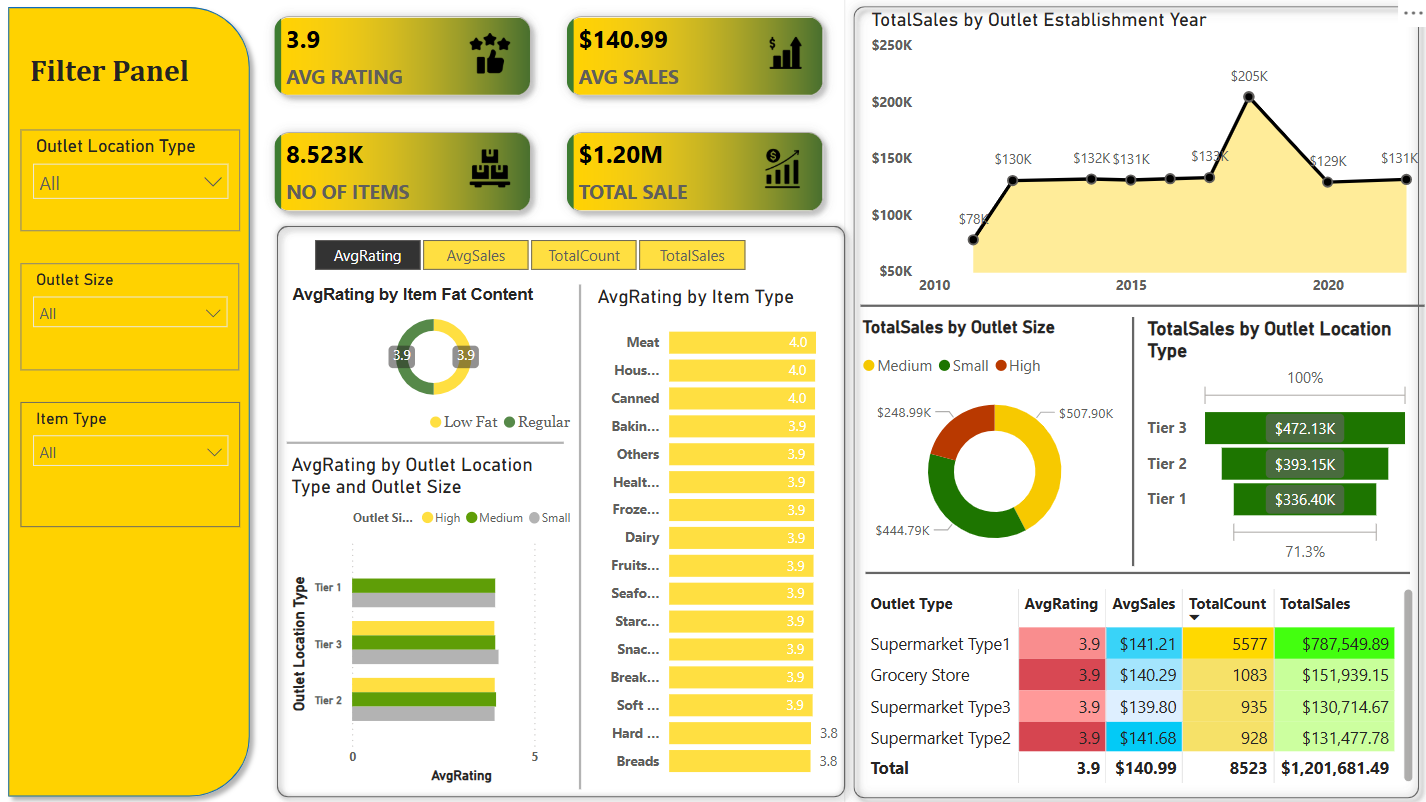 Filter Panel
Outlet Location Type
All
Outlet Size
All
Item Type
All
3.9
AVG RATING
$140.99
AVG SALES
8.523K
NO OF ITEMS
$1.20M
TOTAL SALE
AvgRating AvgSales TotalCount TotalSales
AvgRating by Item Fat Content
3.9 3.9
Low Fat Regular
AvgRating by Outlet Location
Type and Outlet Size
Outlet Si... High Medium Small
Outlet Location Type
Tier 1
Tier 3
Tier 2
0 5
AvgRating
AvgRating by Item Type
Meat 4.0
Hous... 4.0
Canned 4.0
Bakin... 3.9
Others 3.9
Healt... 3.9
Froze... 3.9
Dairy 3.9
Fruits... 3.9
Seafo... 3.9
Starc... 3.9
Snac... 3.9
Break... 3.9
Soft ... 3.9
Hard ... 3.8
Breads 3.8
TotalSales by Outlet Establishment Year
$250K
$200K
$150K
$100K
$50K
$78K $130K $132K $131K $133K $205K $129K $131K
2010 2015 2020
TotalSales by Outlet Size
Medium Small High
$248.99K $507.90K
$444.79K
TotalSales by Outlet Location
Type
100%
Tier 3 $472.13K
Tier 2 $393.15K
Tier 1 $336.40K
71.3%
Outlet Type AvgRating AvgSales TotalCount TotalSales
Supermarket Type1 3.9 $141.21 5577 $787,549.89
Grocery Store 3.9 $140.29 1083 $151,939.15
Supermarket Type3 3.9 $139.80 935 $130,714.67
Supermarket Type2 3.9 $141.68 928 $131,477.78
Total 3.9 $140.99 8523 $1,201,681.49